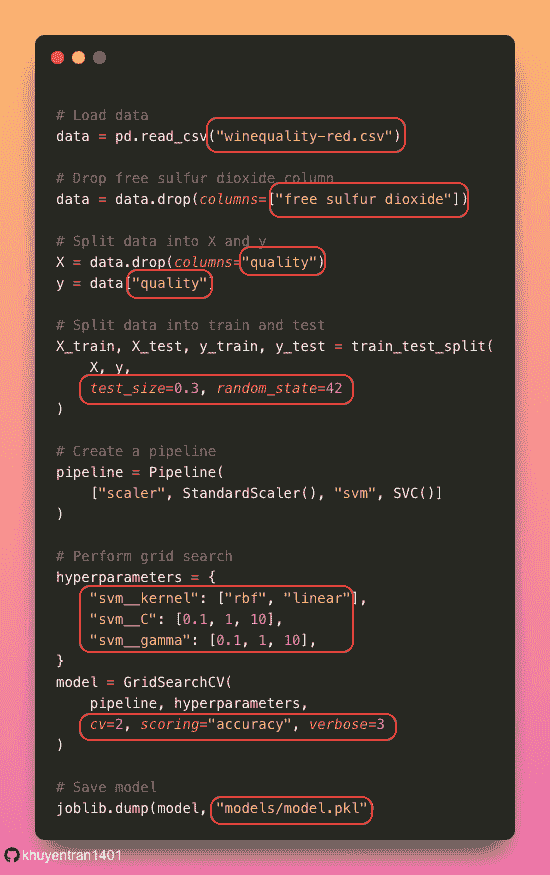 # Load data
data = pd.read_csv("winequality-red.csv")
# Drop free sulfur dioxide column
data = data.drop(columns=["free sulfur dioxide"])
# Split data into X and y
X = data.drop(columns="quality")
y = data["quality"]
# Split data into train and test
X_train, X_test, y_train, y_test = train_test_split(
    X, y,
    test_size=0.3, random_state=42
)
# Create a pipeline
pipeline = Pipeline(
    ["scaler", StandardScaler(), "svm", SVC()]
)
# Perform grid search
hyperparameters = {
    "svm__kernel": ["rbf", "linear"],
    "svm__C": [0.1, 1, 10],
    "svm__gamma": [0.1, 1, 10],
}
model = GridSearchCV(
    pipeline, hyperparameters,
    cv=2, scoring="accuracy", verbose=3
)
# Save model
joblib.dump(model, "models/model.pkl")
khuyentran1401